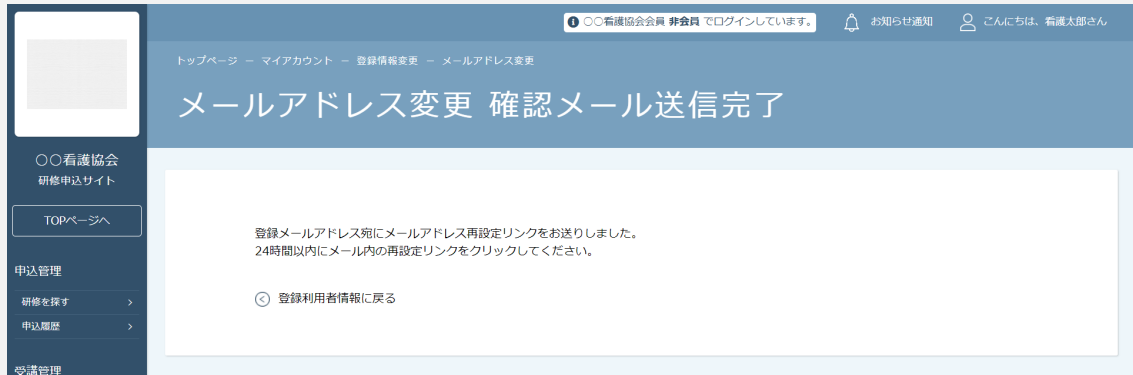 ○○看護協会会員 非会員 でログインしています。
お知らせ通知
こんにちは、看護太郎さん
トップページ － マイアカウント － 登録情報変更 － メールアドレス変更
メールアドレス変更 確認メール送信完了
○○看護協会
研修申込サイト
TOPページへ
申込管理
研修を探す
申込履歴
受講管理
登録メールアドレス宛にメールアドレス再設定リンクをお送りしました。
24時間以内にメール内の再設定リンクをクリックしてください。
登録利用者情報に戻る